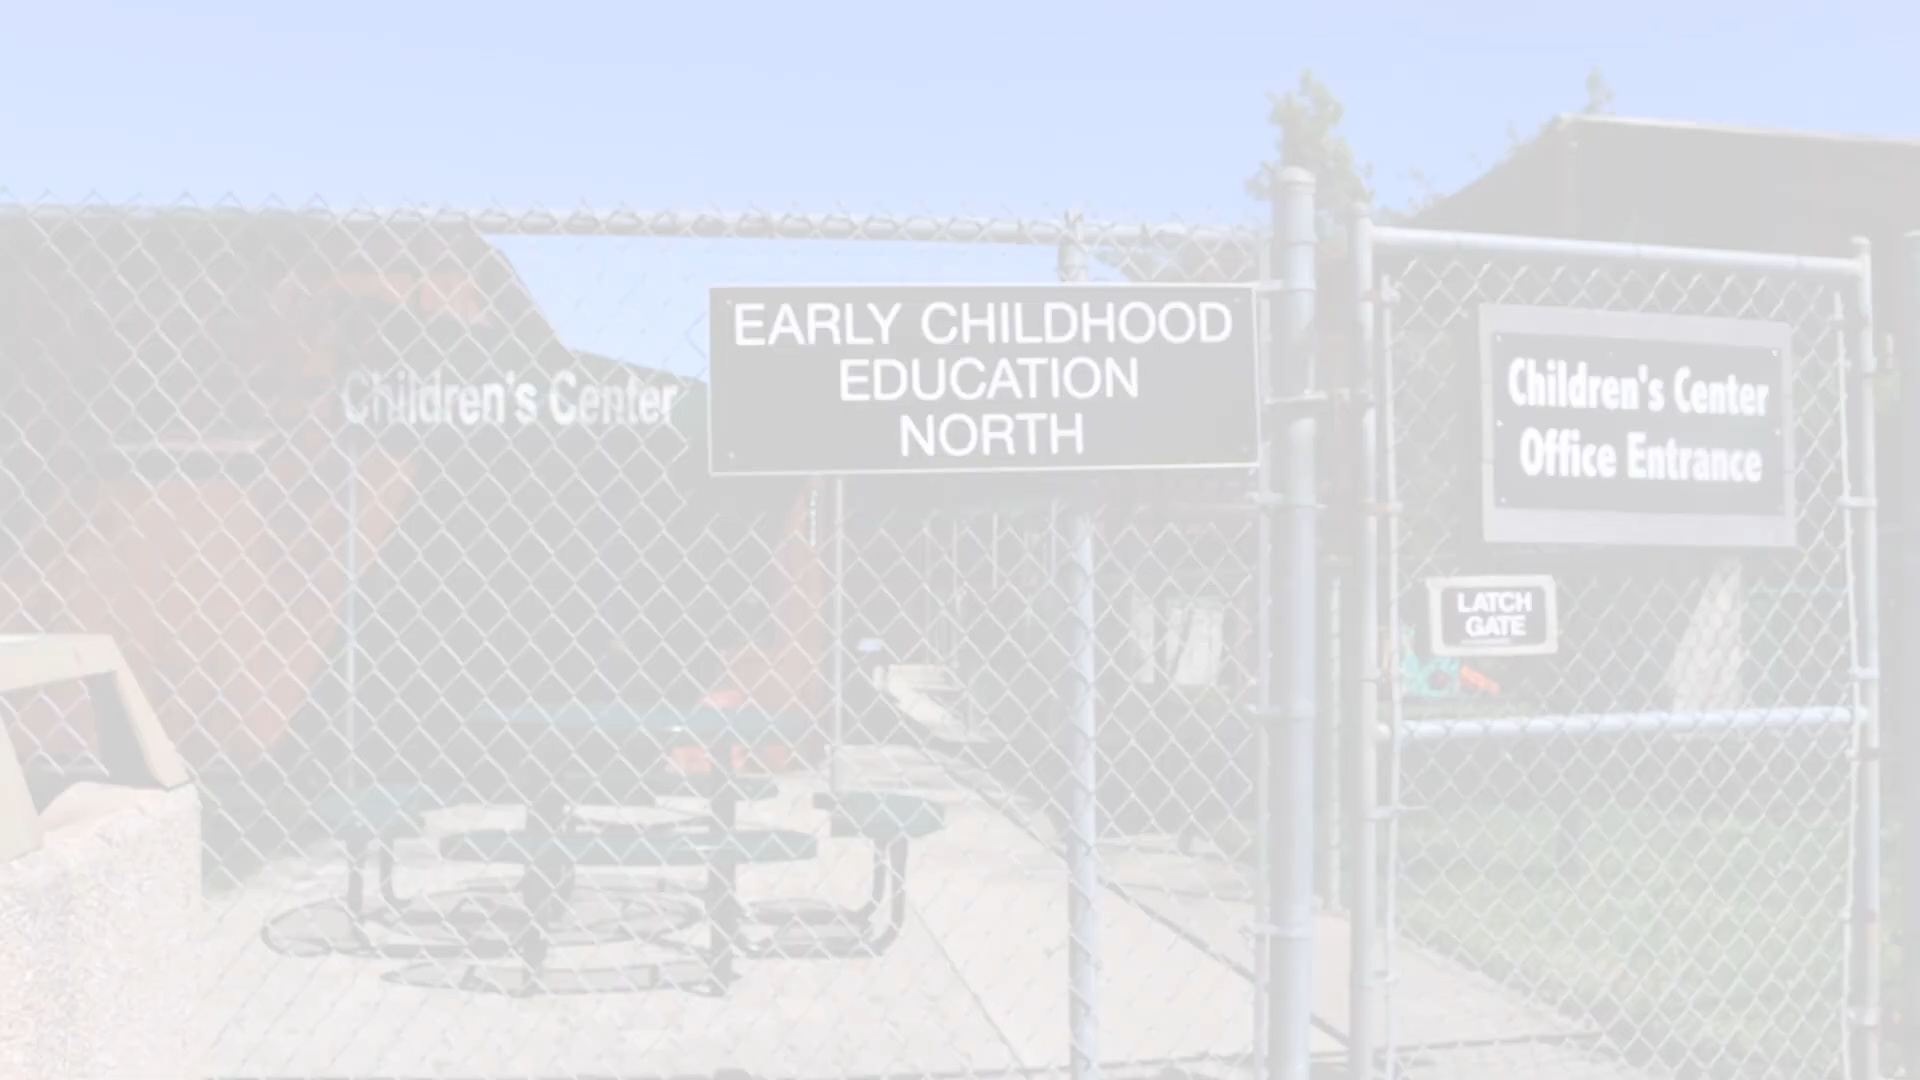 Children's Center
EARLY CHILDHOOD
EDUCATION
NORTH
Children's Center
Office Entrance
LATCH
GATE